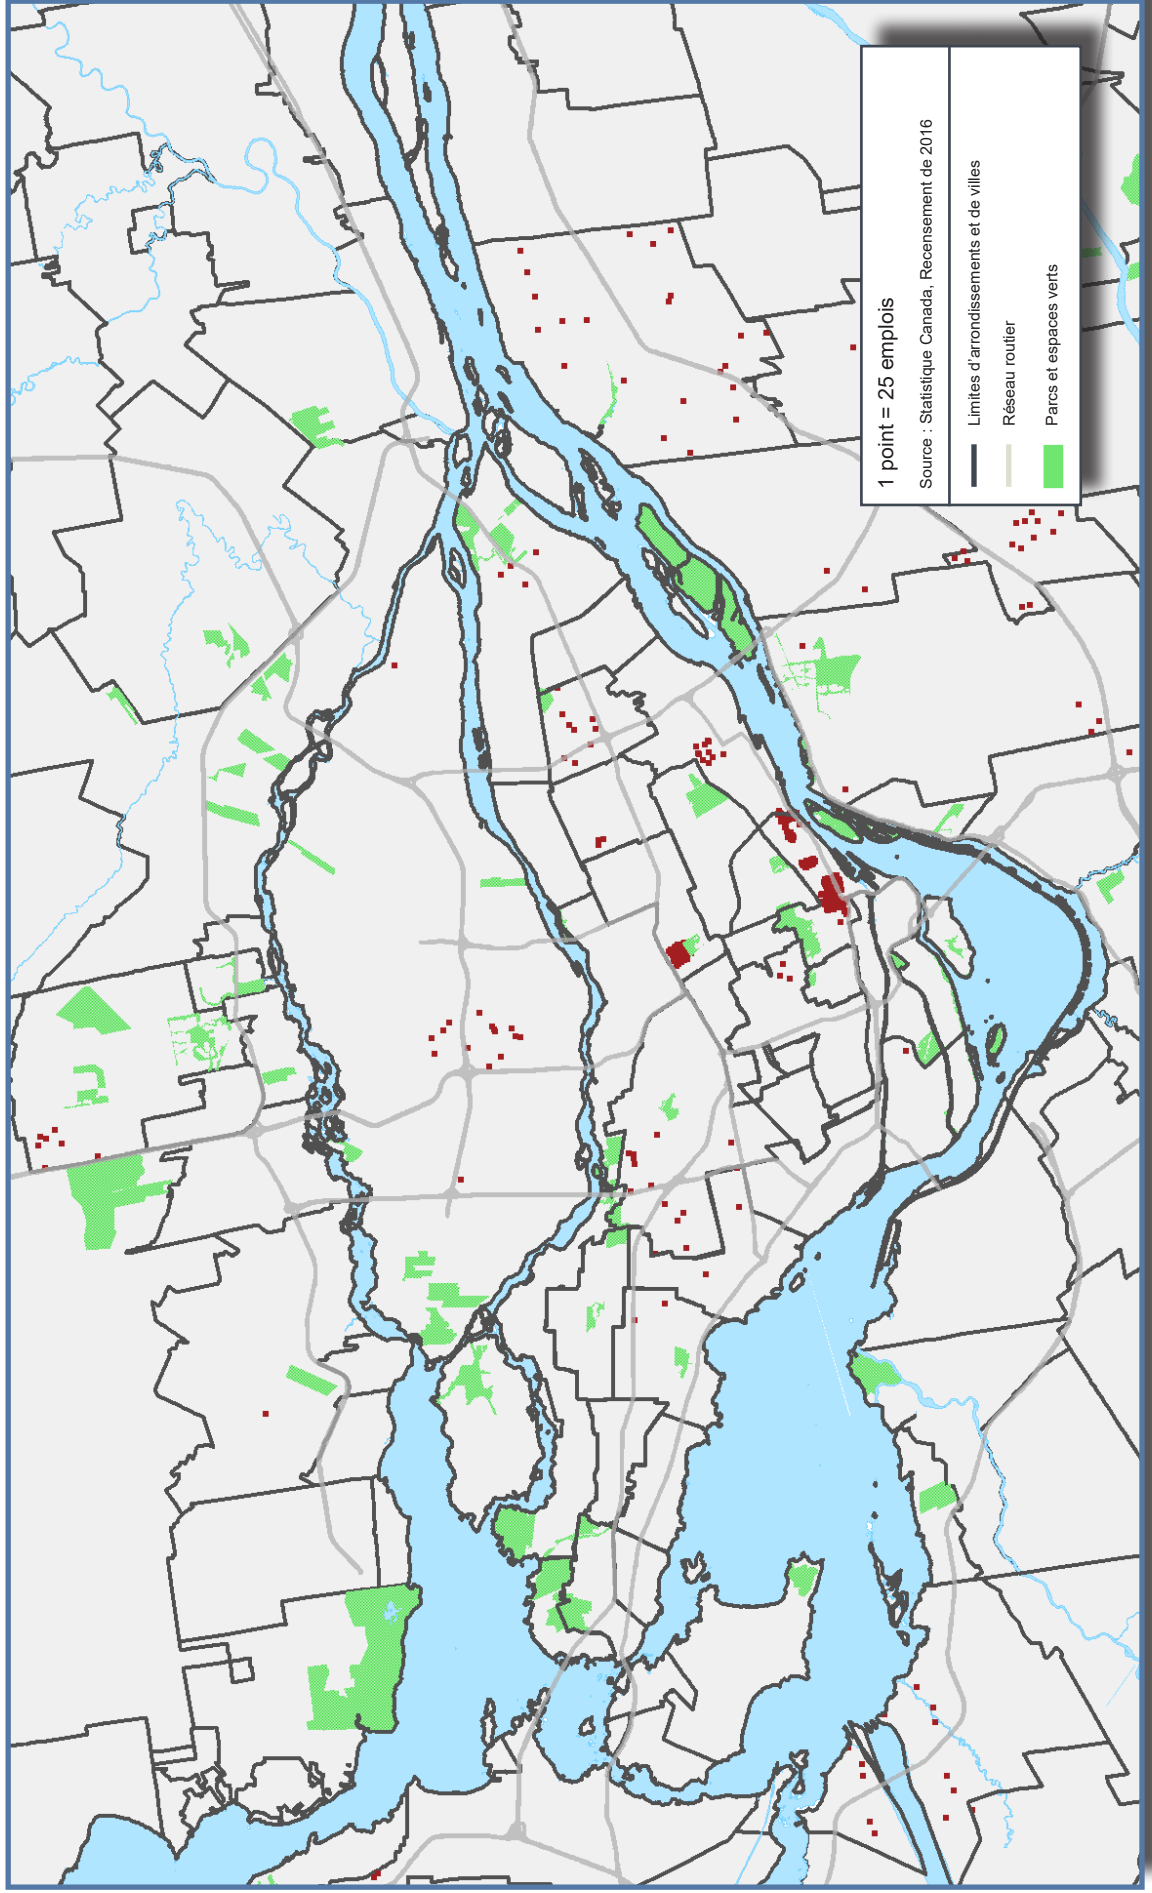 1 point = 25 emplois
Source : Statistique Canada, Recensement de 2016
Limites d'arrondissements et de villes
Réseau routier
Parcs et espaces verts